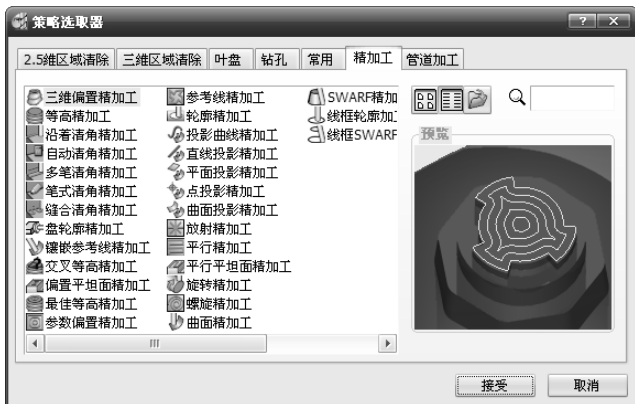 策略选取器
2.5维区域清除 三维区域清除 叶盘 钻孔 常用 精加工 管道加工
三维偏置精加工
等高精加工
沿着清角精加工
自动清角精加工
多笔清角精加工
笔式清角精加工
缝合清角精加工
盘轮廓精加工
镶嵌参考线精加工
交叉等高精加工
偏置平坦面精加工
最佳等高精加工
参数偏置精加工
参考线精加工
轮廓精加工
投影曲线精加工
直线投影精加工
平面投影精加工
点投影精加工
曲面投影精加工
放射精加工
平行精加工
平行平坦面精加工
旋转精加工
螺旋精加工
曲面精加工
SWARF精加
线框轮廓加
线框SWARF
预览
接受 取消